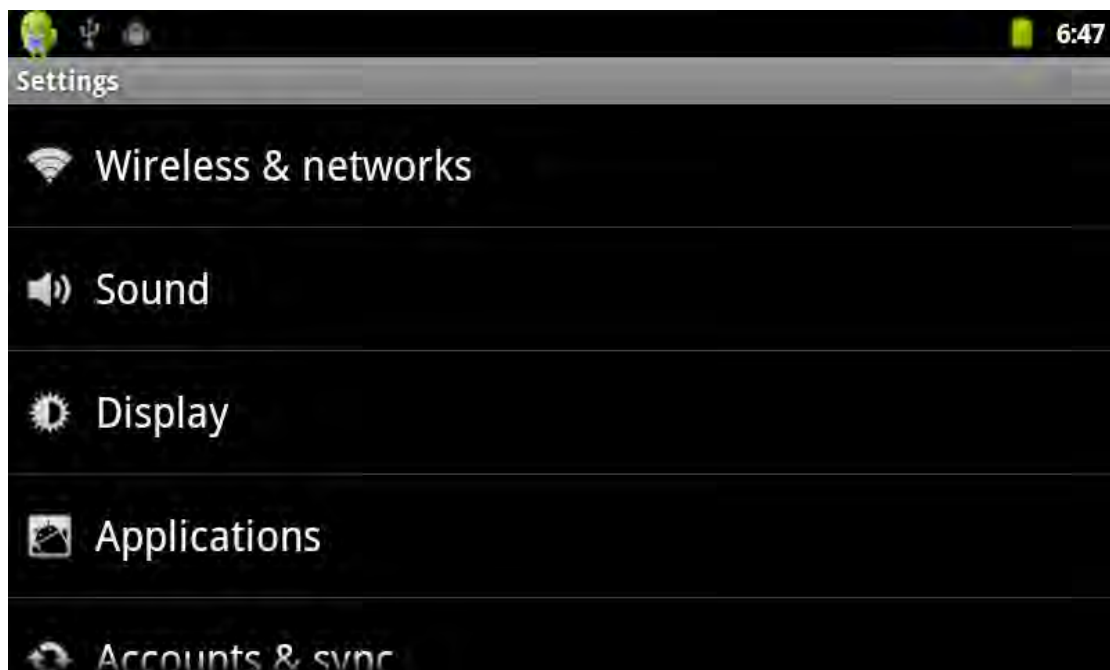 6:47
Settings
Wireless & networks
Sound
Display
Applications
Accounts & sync